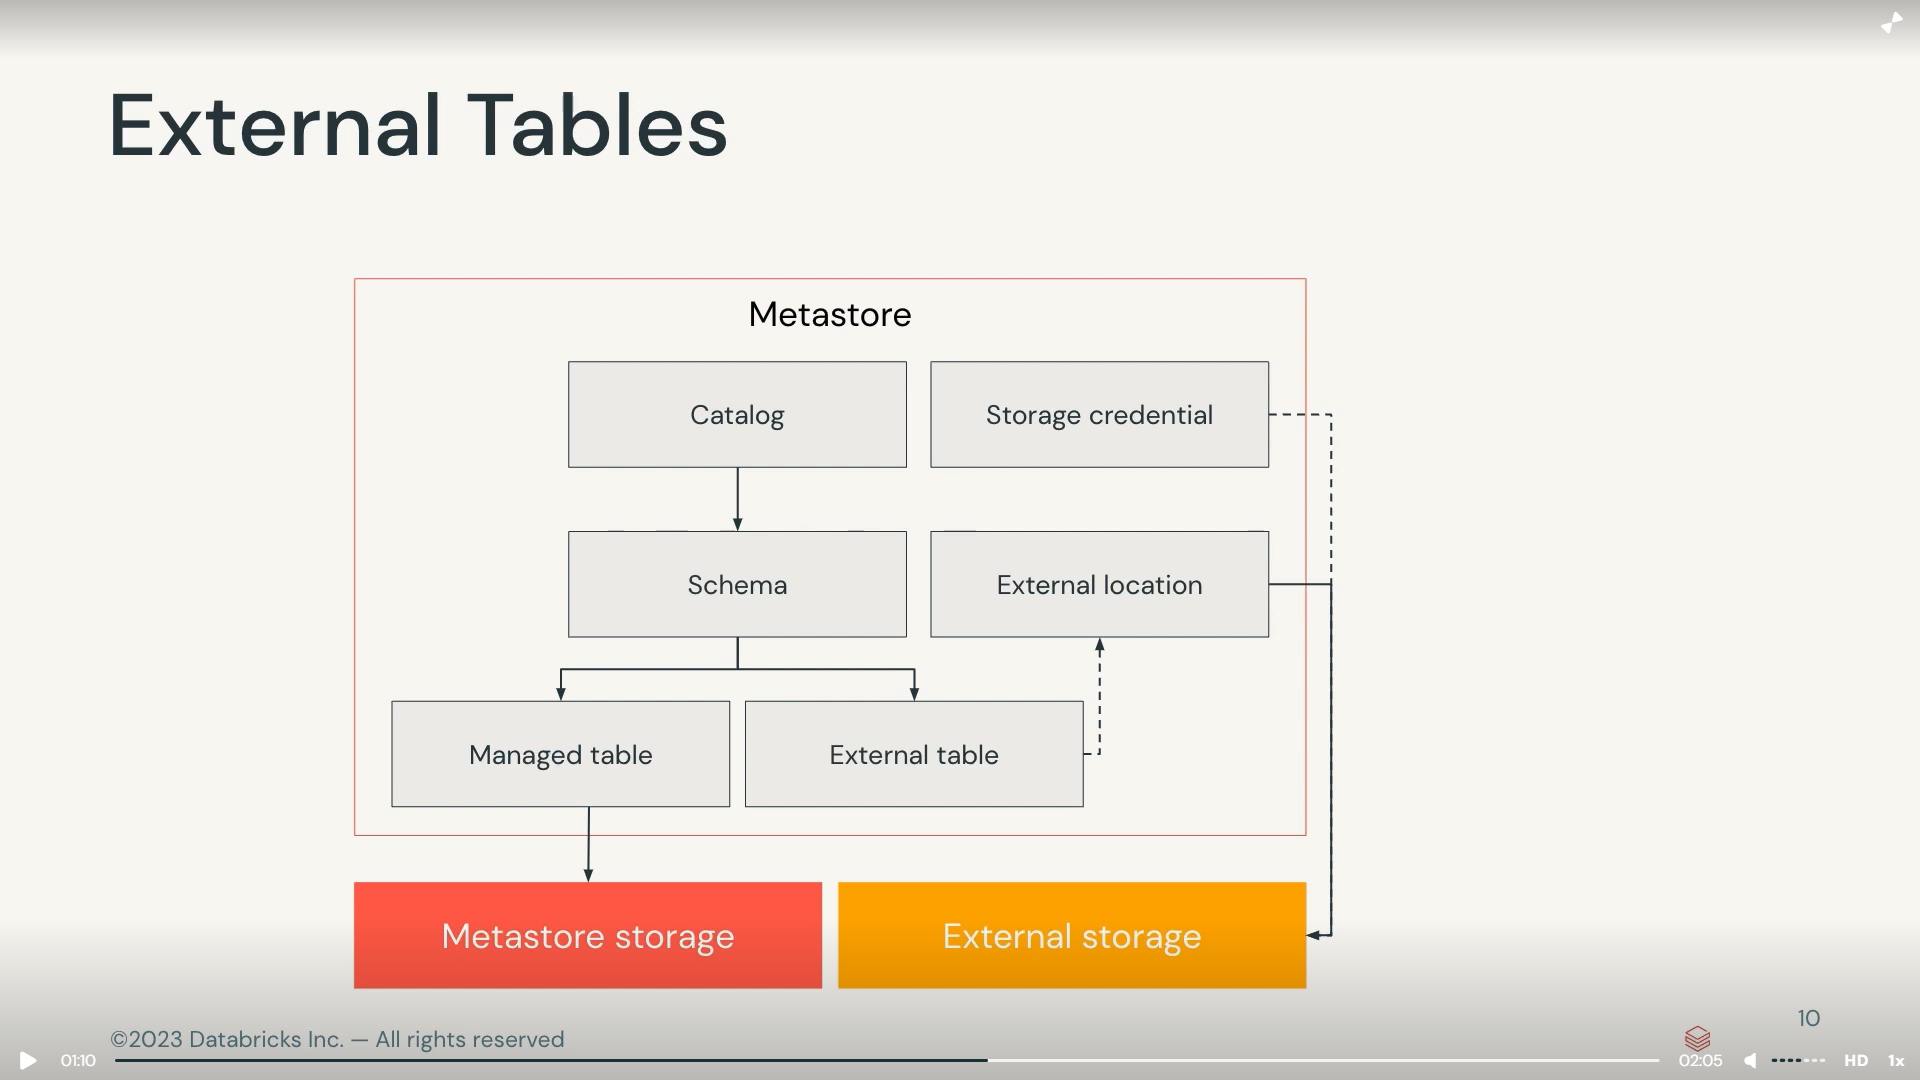 External Tables
Metastore
Catalog
Storage credential
Schema
External location
Managed table
External table
Metastore storage
External storage
©2023 Databricks Inc. — All rights reserved
10
01:10
02:05
HD
1x